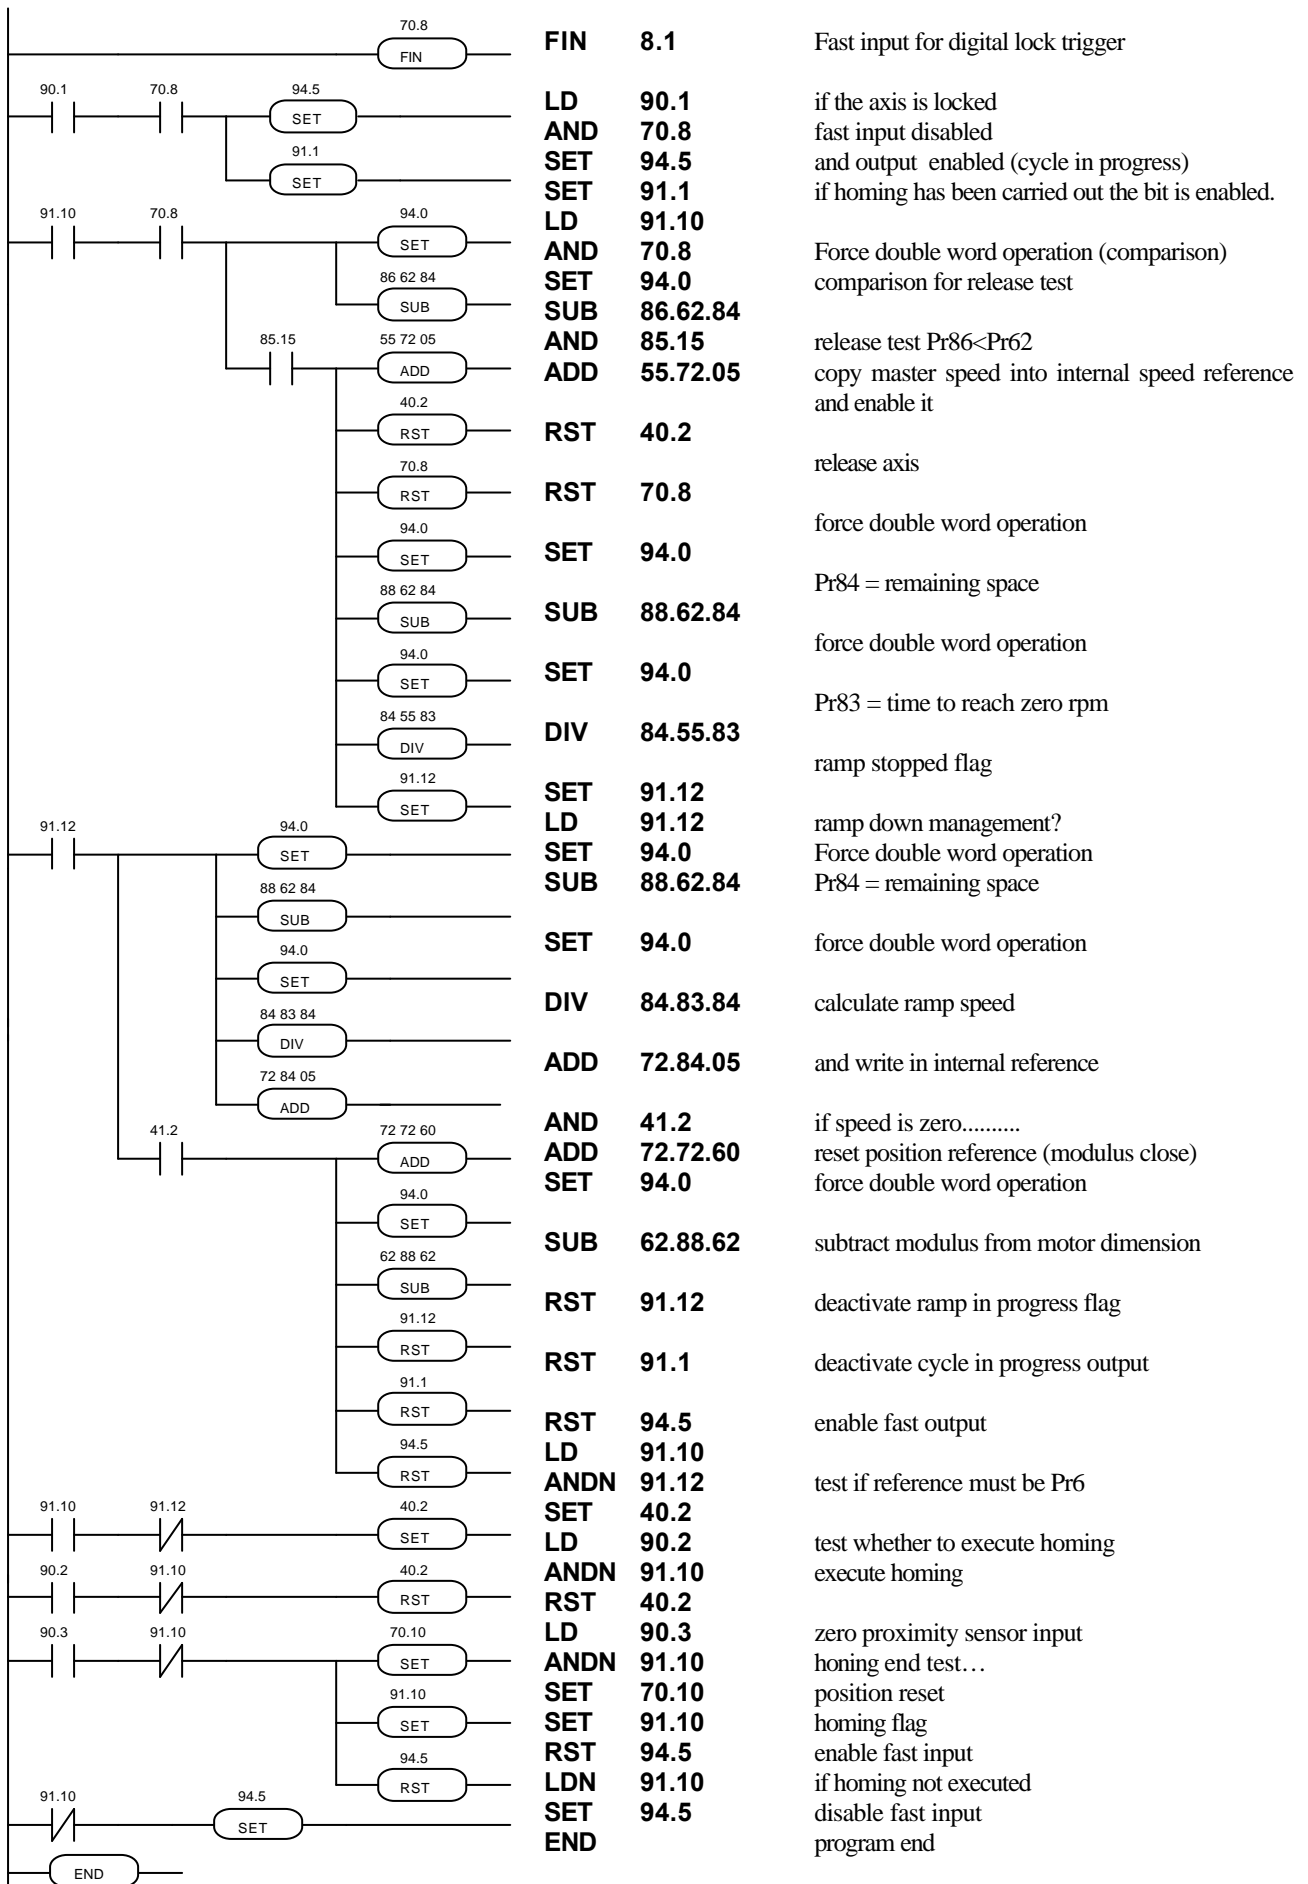 70.8
FIN
FIN 8.1 Fast input for digital lock trigger
90.1 70.8 94.5
SET
91.1
SET
LD 90.1 if the axis is locked
AND 70.8 fast input disabled
SET 94.5 and output enabled (cycle in progress)
SET 91.1 if homing has been carried out the bit is enabled.
91.10 70.8 94.0
SET
86 62 84
SUB
LD 91.10
AND 70.8 Force double word operation (comparison)
SET 94.0 comparison for release test
SUB 86.62.84
85.15 55 72 05
ADD
AND 85.15 release test Pr86<Pr62
ADD 55.72.05 copy master speed into internal speed reference
and enable it
40.2
RST
RST 40.2
release axis
70.8
RST
RST 70.8
force double word operation
94.0
SET
SET 94.0
Pr84 = remaining space
88 62 84
SUB
SUB 88.62.84
force double word operation
94.0
SET
SET 94.0
Pr83 = time to reach zero rpm
84 55 83
DIV
DIV 84.55.83
ramp stopped flag
91.12
SET
SET 91.12
91.12 94.0
SET
LD 91.12 ramp down management?
SET 94.0 Force double word operation
SUB 88.62.84 Pr84 = remaining space
88 62 84
SUB
SET 94.0 force double word operation
94.0
SET
DIV 84.83.84 calculate ramp speed
84 83 84
DIV
ADD 72.84.05 and write in internal reference
72 84 05
ADD
41.2 72 72 60
ADD
AND 41.2 if speed is zero..........
ADD 72.72.60 reset position reference (modulus close)
SET 94.0 force double word operation
94.0
SET
SUB 62.88.62 subtract modulus from motor dimension
62 88 62
SUB
RST 91.12 deactivate ramp in progress flag
91.12
RST
RST 91.1 deactivate cycle in progress output
91.1
RST
RST 94.5 enable fast output
94.5
RST
LD 91.10
ANDN 91.12 test if reference must be Pr6
91.10 91.12 40.2
SET
SET 40.2
LD 90.2 test whether to execute homing
90.2 91.10 40.2
RST
ANDN 91.10 execute homing
RST 40.2
90.3 91.10 70.10
SET
LD 90.3 zero proximity sensor input
ANDN 91.10 honing end test…
SET 70.10 position reset
91.10
SET
SET 91.10 homing flag
RST 94.5 enable fast input
94.5
RST
LDN 91.10 if homing not executed
91.10 94.5
SET
SET 94.5 disable fast input
END program end
END